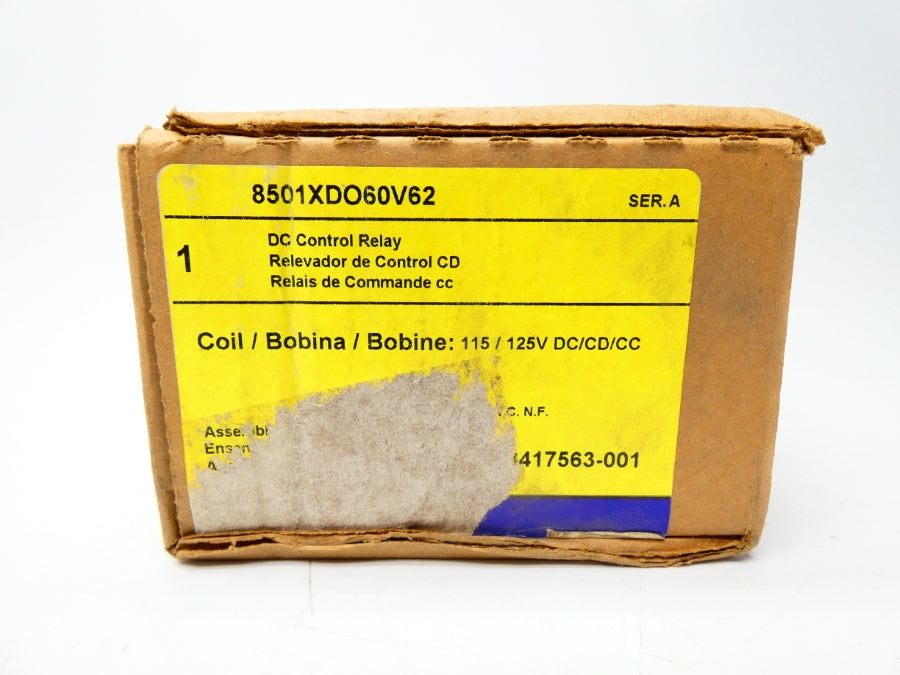 8501XDO60V62
SER. A
1
DC Control Relay
Relevador de Control CD
Relais de Commande cc
Coil / Bobina / Bobine: 115 / 125V DC/CD/CC
.C. N.F.
417563-001